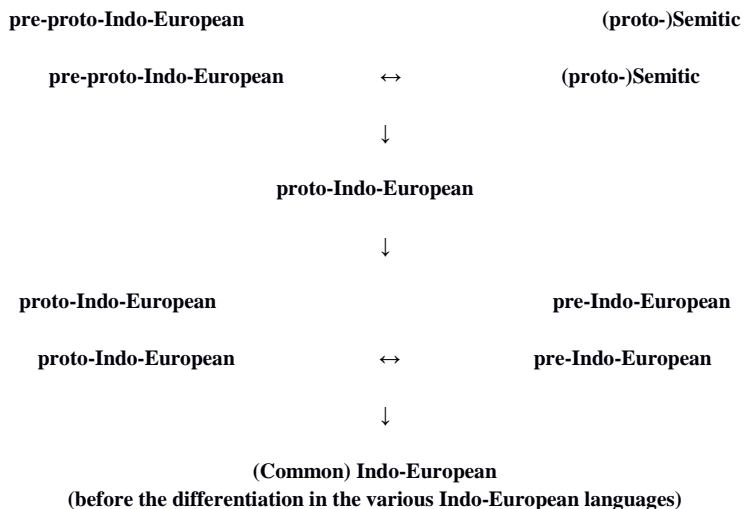 pre-proto-Indo-European (proto-)Semitic
pre-proto-Indo-European ↔ (proto-)Semitic
↓
proto-Indo-European
↓
proto-Indo-European pre-Indo-European
proto-Indo-European ↔ pre-Indo-European
↓
(Common) Indo-European
(before the differentiation in the various Indo-European languages)